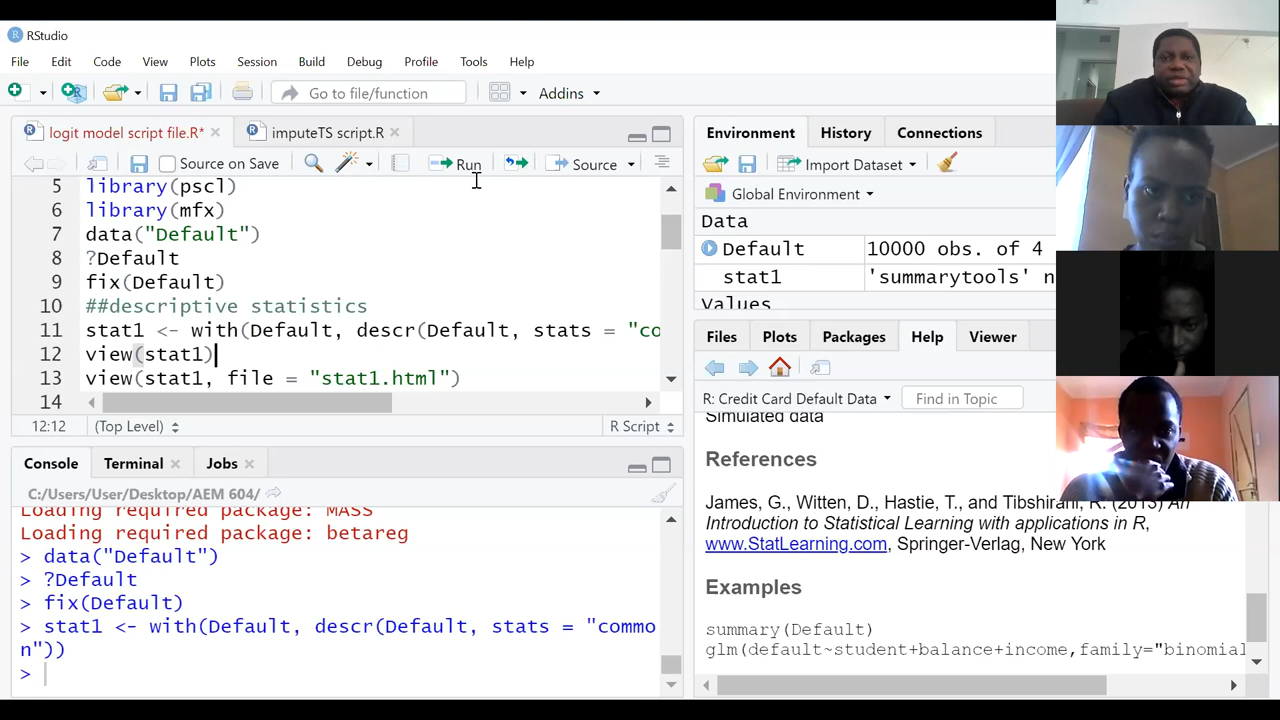 RStudio
File Edit Code View Plots Session Build Debug Profile Tools Help
Go to file/function Addins
logit model script file.R* imputeTS script.R
Source on Save Run Source
5 library(pscl)
6 library(mfx)
7 data("Default")
8 ?Default
9 fix(Default)
10 ##descriptive statistics
11 stat1 <- with(Default, descr(Default, stats = "co
12 view(stat1)
13 view(stat1, file = "stat1.html")
14
12:12 (Top Level) R Script
Console Terminal Jobs
C:/Users/User/Desktop/AEM 604/
Loading required package: MASS
Loading required package: betareg
> data("Default")
> ?Default
> fix(Default)
> stat1 <- with(Default, descr(Default, stats = "commo
n"))
>
Environment History Connections
Import Dataset
Global Environment
Data
Default 10000 obs. of 4
stat1 'summarytools' n
Values
Files Plots Packages Help Viewer
R: Credit Card Default Data Find in Topic
Simulated data
References
James, G., Witten, D., Hastie, T., and Tibshirani, R. (2013) An
Introduction to Statistical Learning with applications in R,
www.StatLearning.com, Springer-Verlag, New York
Examples
summary(Default)
glm(default~student+balance+income,family="binomial